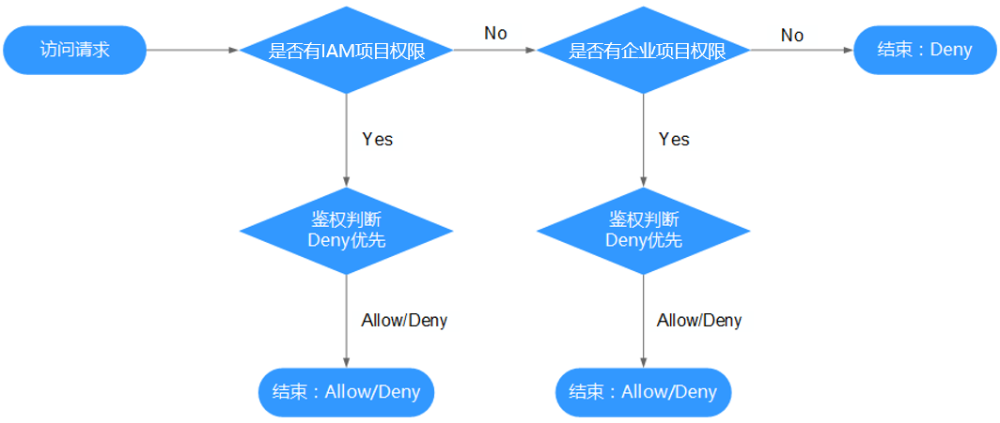 访问请求
是否有IAM项目权限
No
是否有企业项目权限
No
结束：Deny
Yes
Yes
鉴权判断
Deny优先
鉴权判断
Deny优先
Allow/Deny
Allow/Deny
结束：Allow/Deny
结束：Allow/Deny